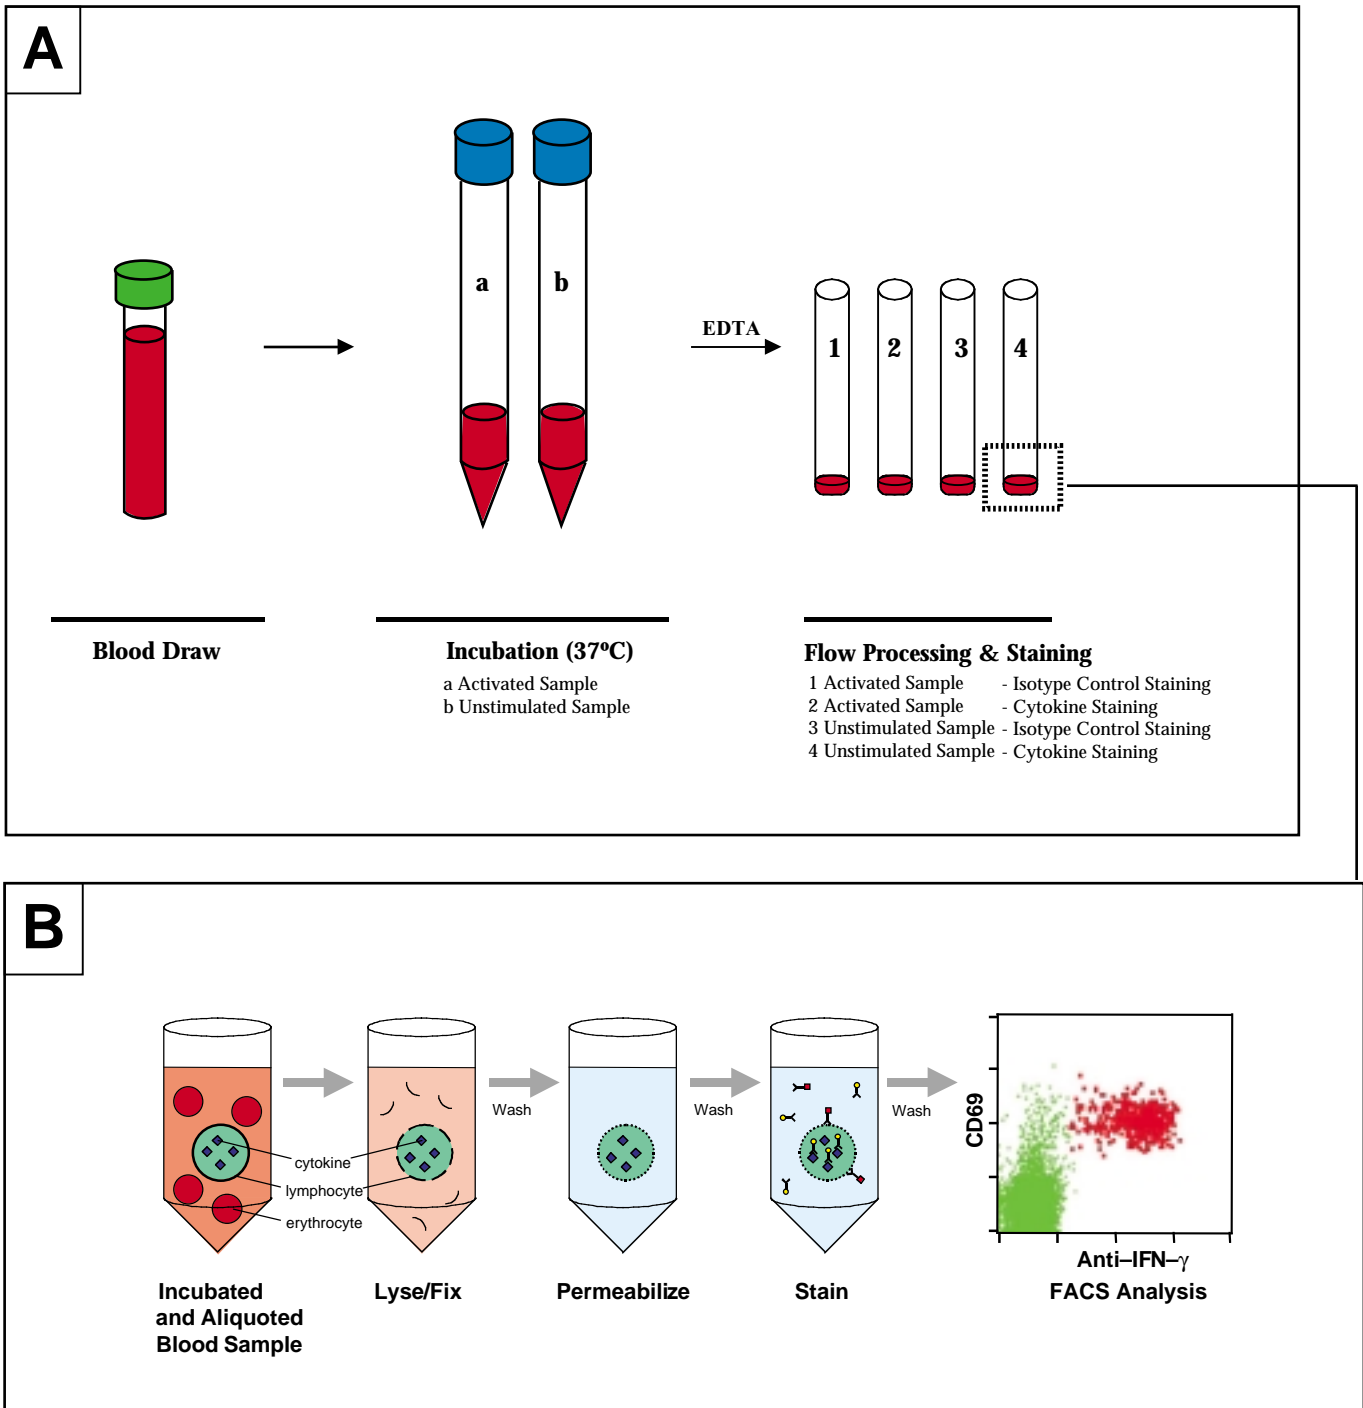 A
a
b
EDTA
1
2
3
4
Blood Draw
Incubation (37ºC)
a Activated Sample
b Unstimulated Sample
Flow Processing & Staining
1 Activated Sample - Isotype Control Staining
2 Activated Sample - Cytokine Staining
3 Unstimulated Sample - Isotype Control Staining
4 Unstimulated Sample - Cytokine Staining
B
Wash
Wash
Wash
cytokine
lymphocyte
erythrocyte
CD69
Anti–IFN–γ
Incubated
and Aliquoted
Blood Sample
Lyse/Fix
Permeabilize
Stain
FACS Analysis